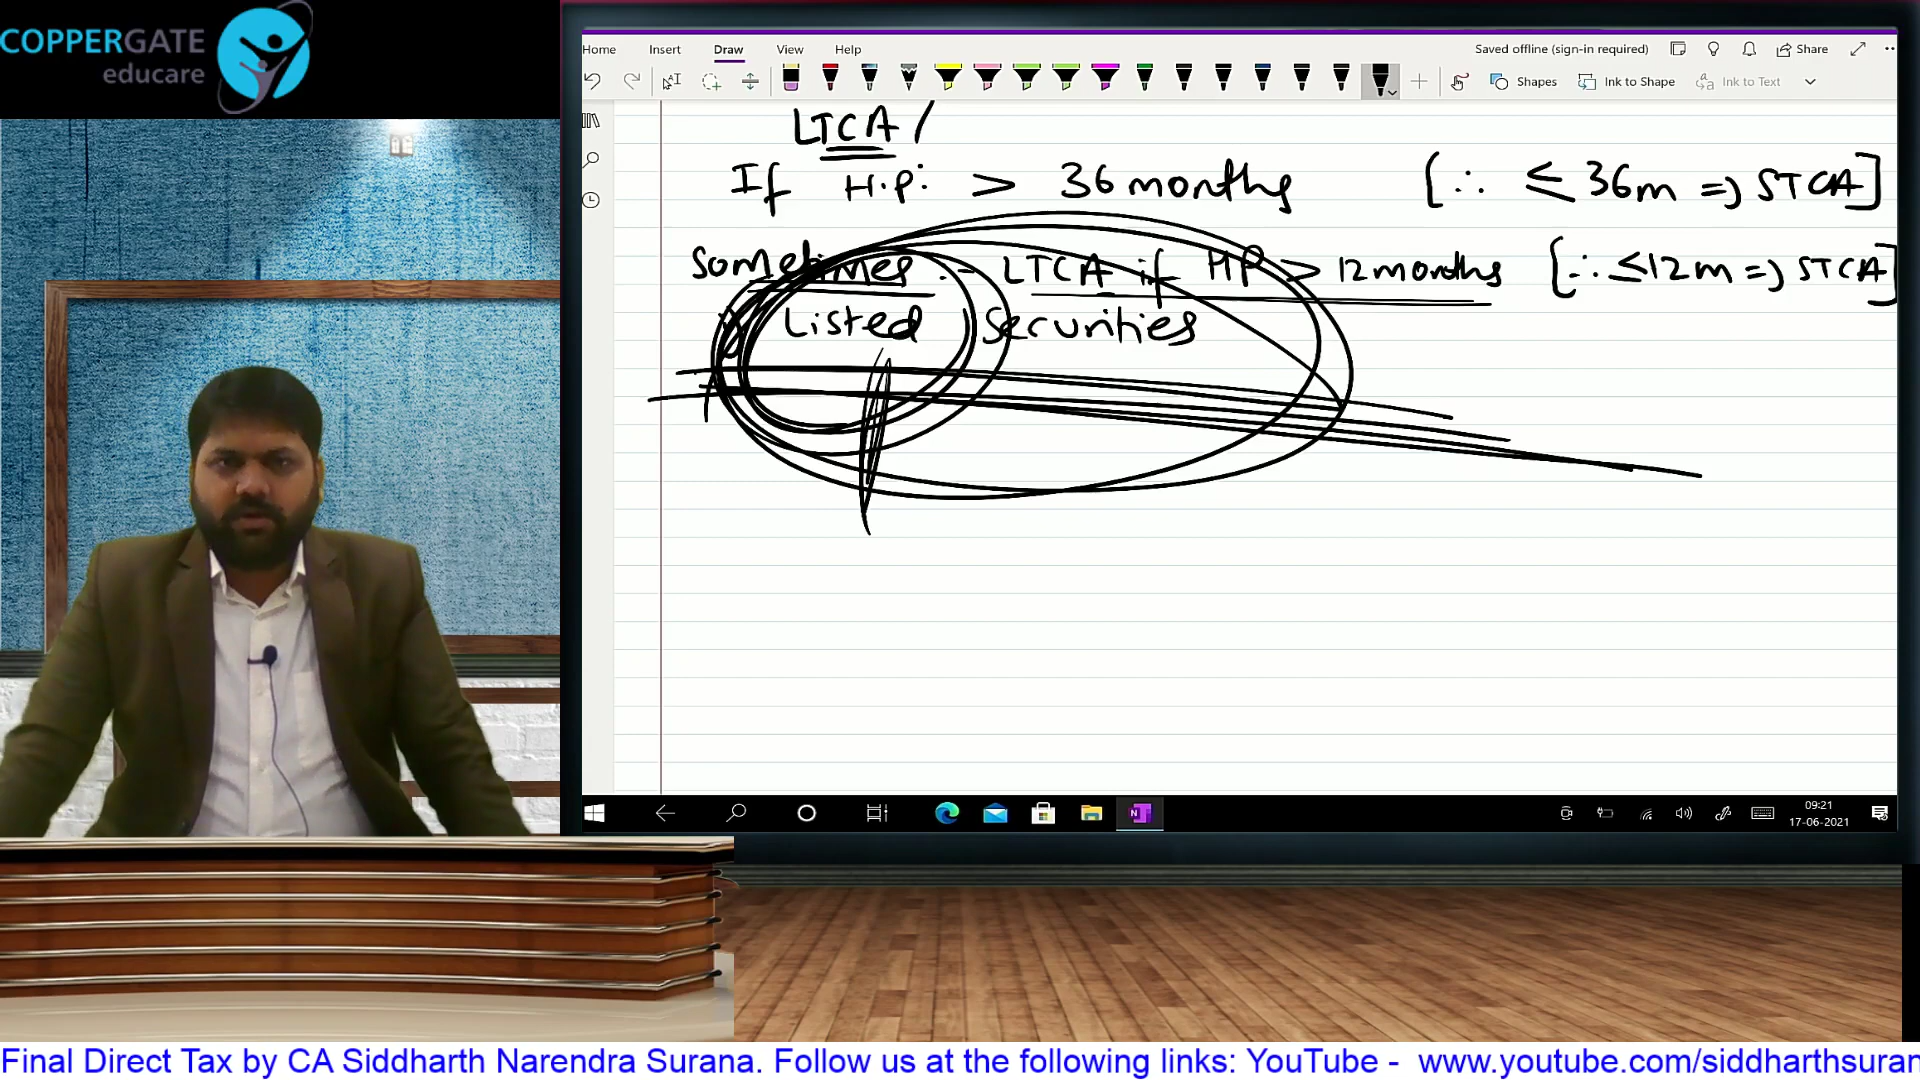 COPPERGATE
educare
Home Insert Draw View Help
Saved offline (sign-in required) Share
Shapes Ink to Shape Ink to Text
LTCA /
If H.P. > 36 months [∴ ≤ 36m => STCA]
Sometimes :- LTCA if HP > 12 months [∴ ≤12m => STCA]
i) Listed Securities
09:21
17-06-2021
Final Direct Tax by CA Siddharth Narendra Surana. Follow us at the following links: YouTube - www.youtube.com/siddharthsuran